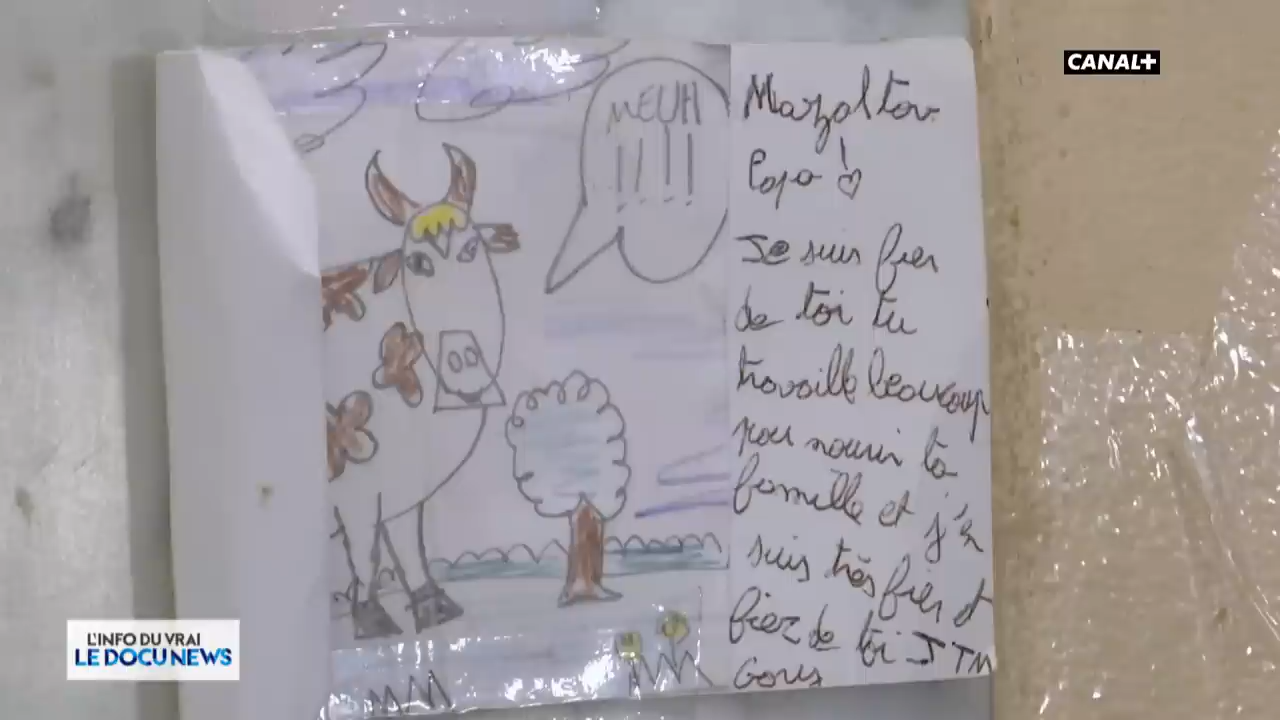 CANAL+
MEUH
!!!!
Mazaltov
Papa !
Je suis fier
de toi tu
travaille beaucoup
pour nourir ta
famille et j'en
suis très fier et
fier de toi JTM
L'INFO DU VRAI
LE DOCUNEWS